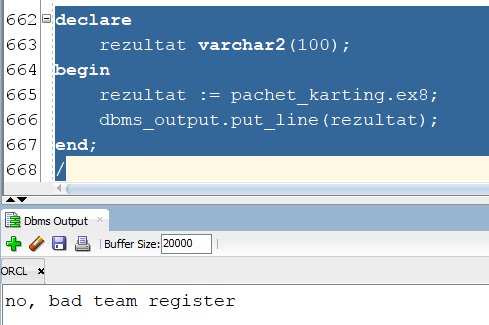 662 declare
663 rezultat varchar2(100);
664 begin
665 rezultat := pachet_karting.ex8;
666 dbms_output.put_line(rezultat);
667 end;
668 /
Dbms Output ×
Buffer Size: 20000
ORCL ×
no, bad team register